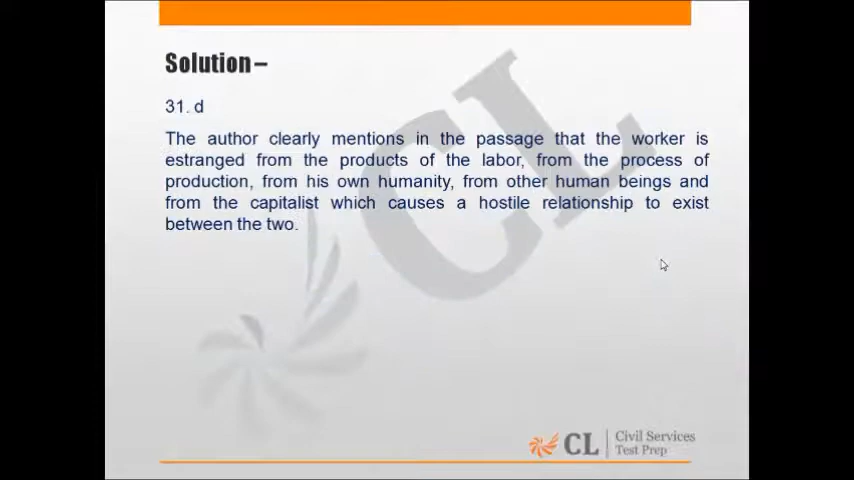 Solution –
31. d
The author clearly mentions in the passage that the worker is
estranged from the products of the labor, from the process of
production, from his own humanity, from other human beings and
from the capitalist which causes a hostile relationship to exist
between the two.
CL
CL
Civil Services
Test Prep